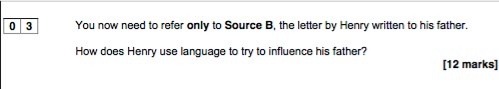 0 3 You now need to refer only to Source B, the letter by Henry written to his father.
How does Henry use language to try to influence his father?
[12 marks]